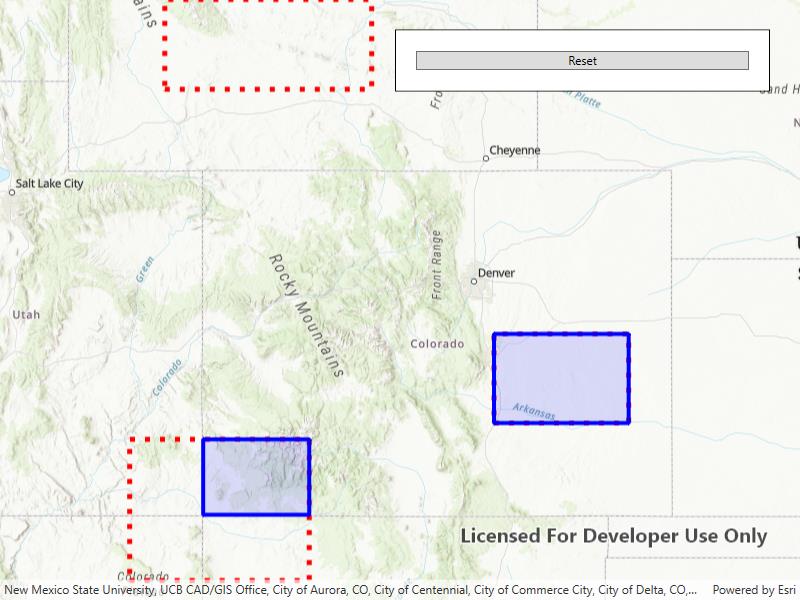 Reset
Platte
Cheyenne
Salt Lake City
Green
Rocky Mountains
Front Range
Denver
Utah
Colorado
Colorado
Arkansas
Licensed For Developer Use Only
Colorado
New Mexico State University, UCB CAD/GIS Office, City of Aurora, CO, City of Centennial, City of Commerce City, City of Delta, CO,...
Powered by Esri